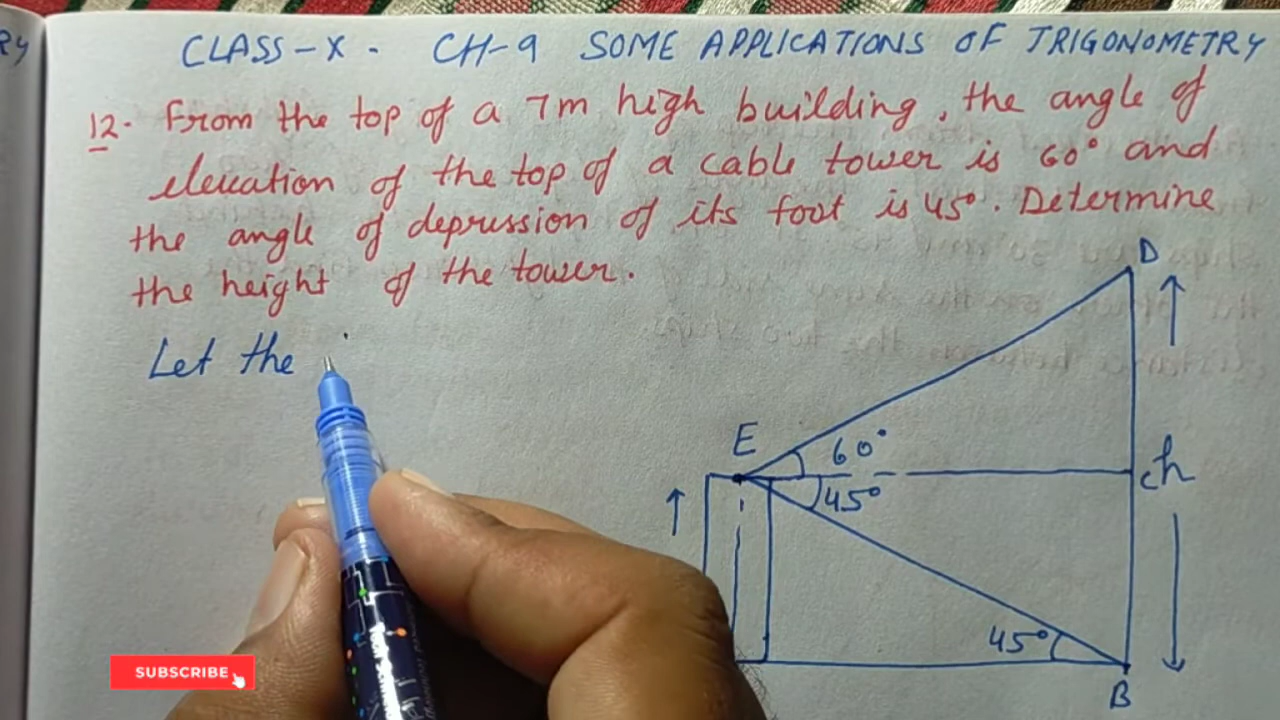 RY
CLASS-X - CH-9 SOME APPLICATIONS OF TRIGONOMETRY
12. From the top of a 7m high building, the angle of
elevation of the top of a cable tower is 60° and
the angle of depression of its foot is 45°. Determine
the height of the tower.
Let the
D
E
60°
45°
c
h
45°
B
SUBSCRIBE